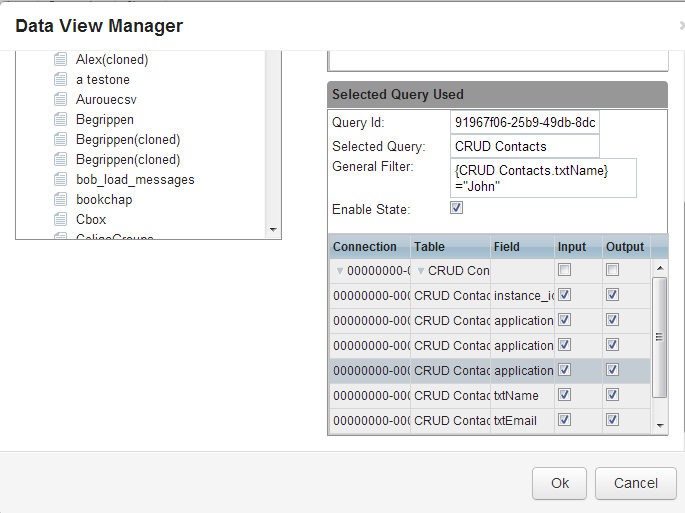 Data View Manager
Alex(cloned)
a testone
Aurouecsv
Begrippen
Begrippen(cloned)
Begrippen(cloned)
bob_load_messages
bookchap
Cbox
Selected Query Used
Query Id: 91967f06-25b9-49db-8dc
Selected Query: CRUD Contacts
General Filter: {CRUD Contacts.txtName}
="John"
Enable State:
Connection Table Field Input Output
00000000-0 CRUD Con
00000000-000 CRUD Contac instance_ic
00000000-000 CRUD Contac application
00000000-000 CRUD Contac application
00000000-000 CRUD Contac application
00000000-000 CRUD Contac txtName
00000000-000 CRUD Contac txtEmail
Ok Cancel